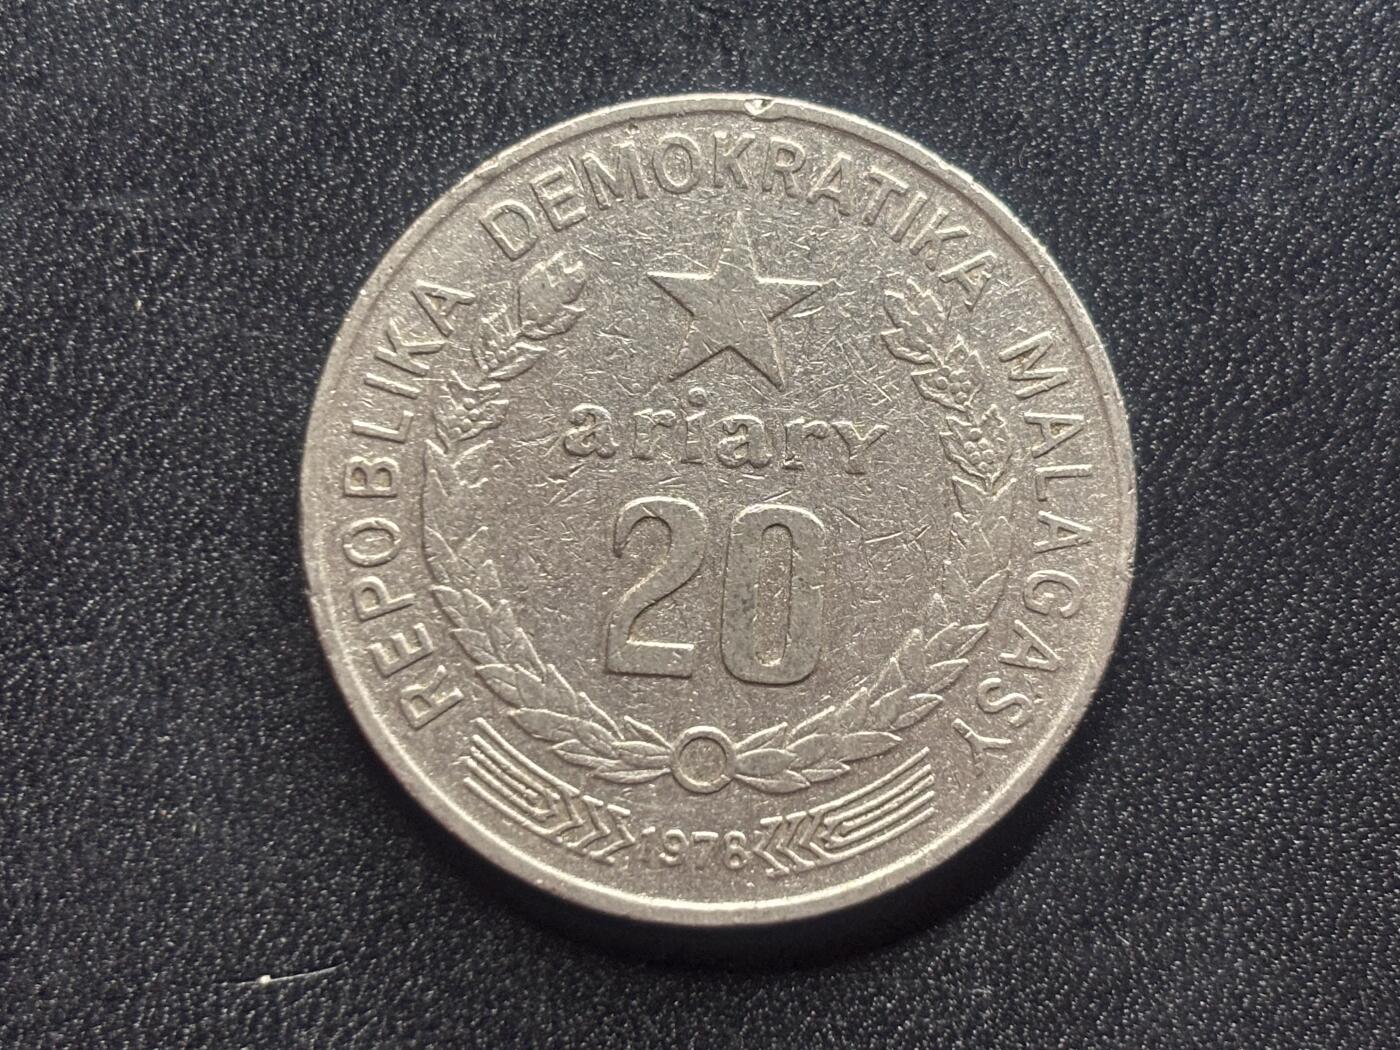 REPOBLIKA DEMOKRATIKA MALAGASY
ariary
20
1978